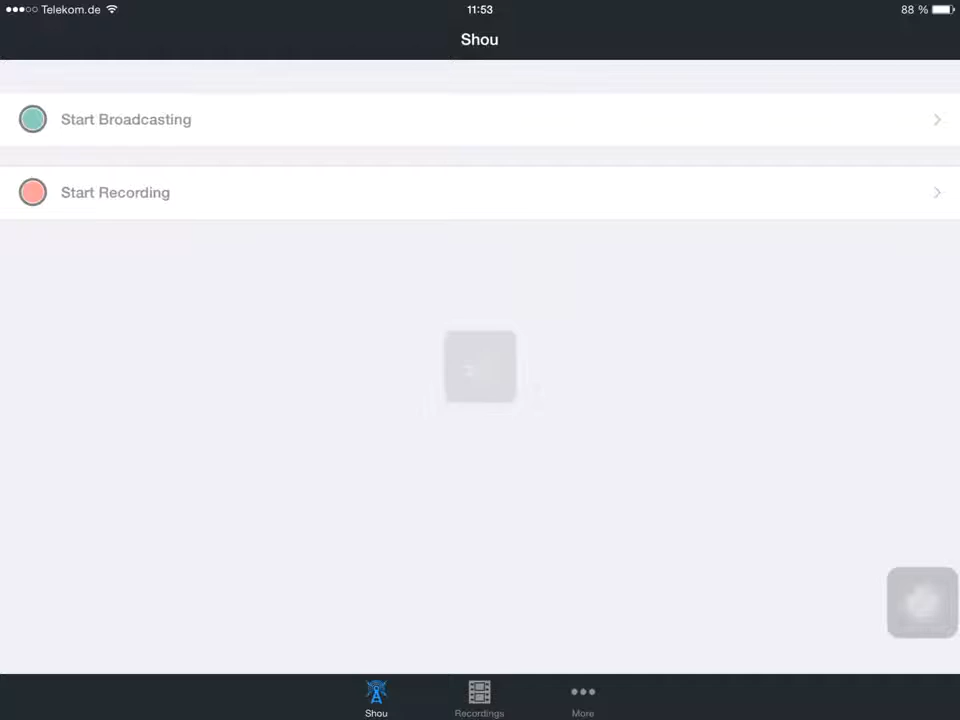 Telekom.de 11:53 88 %
Shou
Start Broadcasting
Start Recording
Shou Recordings More